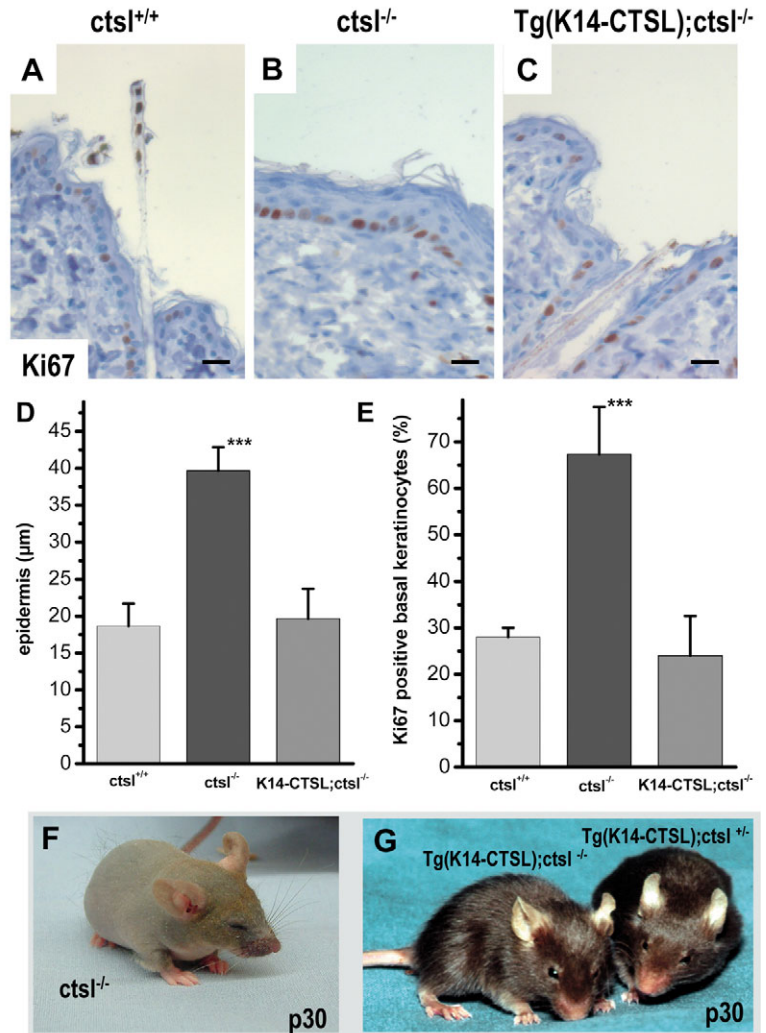 ctsl+/+
ctsl-/-
Tg(K14-CTSL);ctsl-/-
A
B
C
Ki67
D
epidermis (µm)
45
40
35
30
25
20
15
10
5
0
ctsl+/+
ctsl-/-
K14-CTSL;ctsl-/-
***
E
Ki67 positive basal keratinocytes (%)
70
60
50
40
30
20
10
0
ctsl+/+
ctsl-/-
K14-CTSL;ctsl-/-
***
F
ctsl-/-
p30
G
Tg(K14-CTSL);ctsl +/-
Tg(K14-CTSL);ctsl -/-
p30